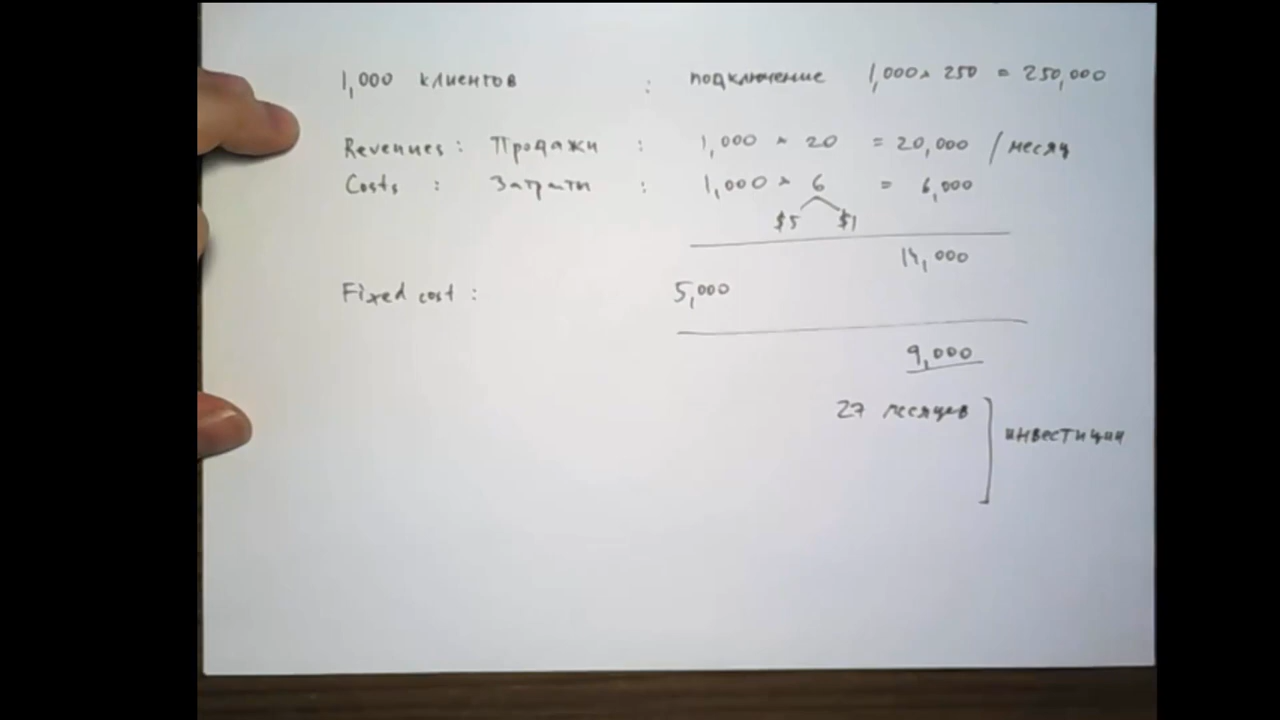 1,000 клиентов : подключение 1,000 × 250 = 250,000
Revenues : Продажи : 1,000 × 20 = 20,000 / месяц
Costs : Затраты : 1,000 × 6 = 6,000
$5 $1
14,000
Fixed cost : 5,000
9,000
27 месяцев
инвестиции